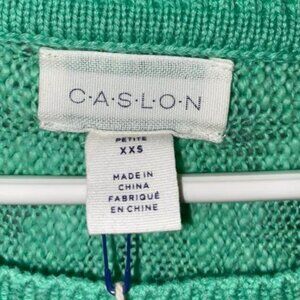 C·A·S·L·O·N
PETITE
XXS
MADE IN
CHINA
FABRIQUÉ
EN CHINE